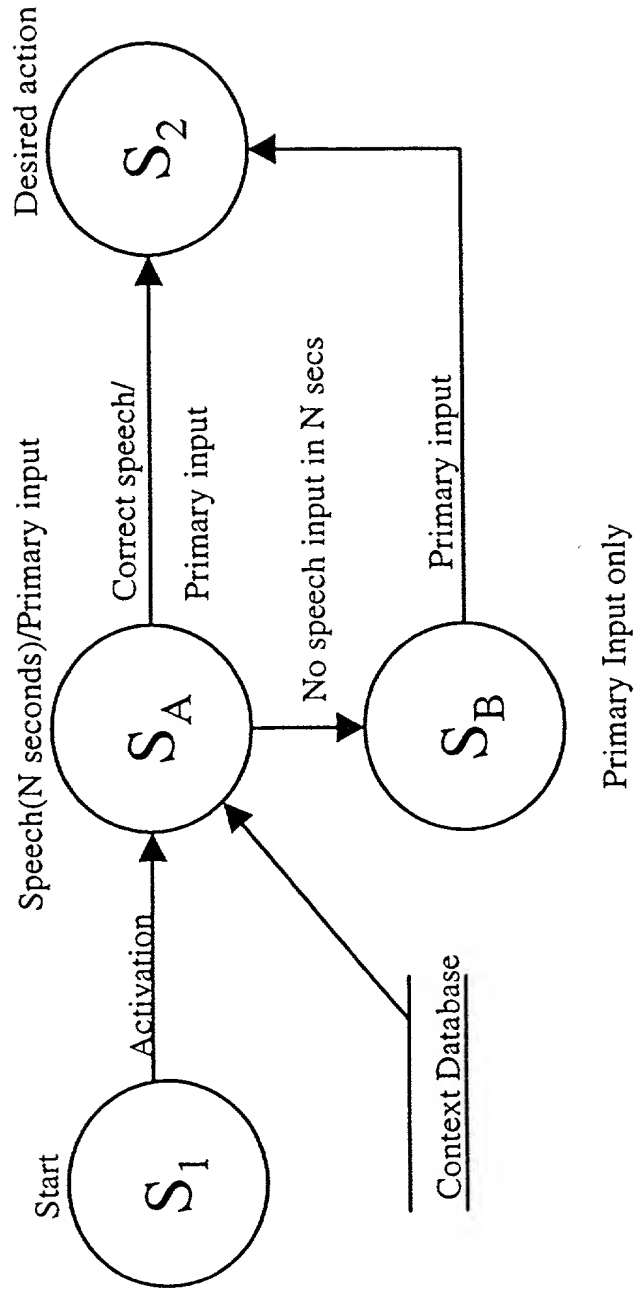 Start
S1
Activation
Context Database
Speech(N seconds)/Primary input
SA
Correct speech/
Primary input
No speech input in N secs
SB
Primary Input only
Primary input
Desired action
S2